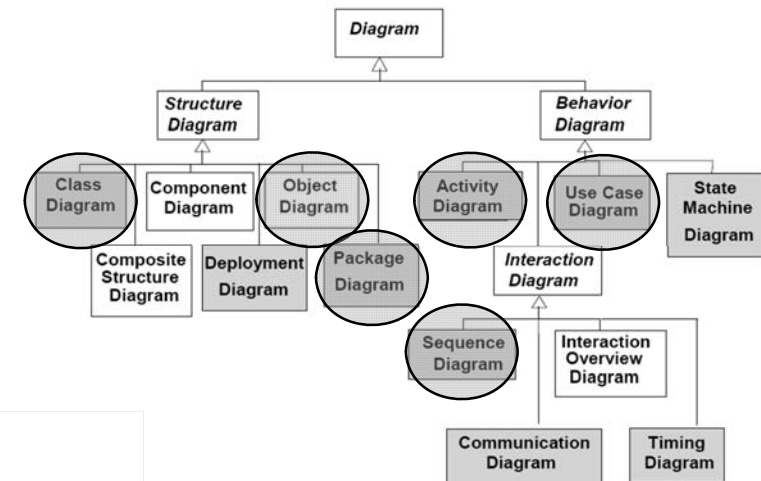 Diagram
Structure
Diagram
Behavior
Diagram
Class
Diagram
Component
Diagram
Object
Diagram
Activity
Diagram
Use Case
Diagram
State
Machine
Diagram
Composite
Structure
Diagram
Deployment
Diagram
Package
Diagram
Interaction
Diagram
Sequence
Diagram
Interaction
Overview
Diagram
Communication
Diagram
Timing
Diagram